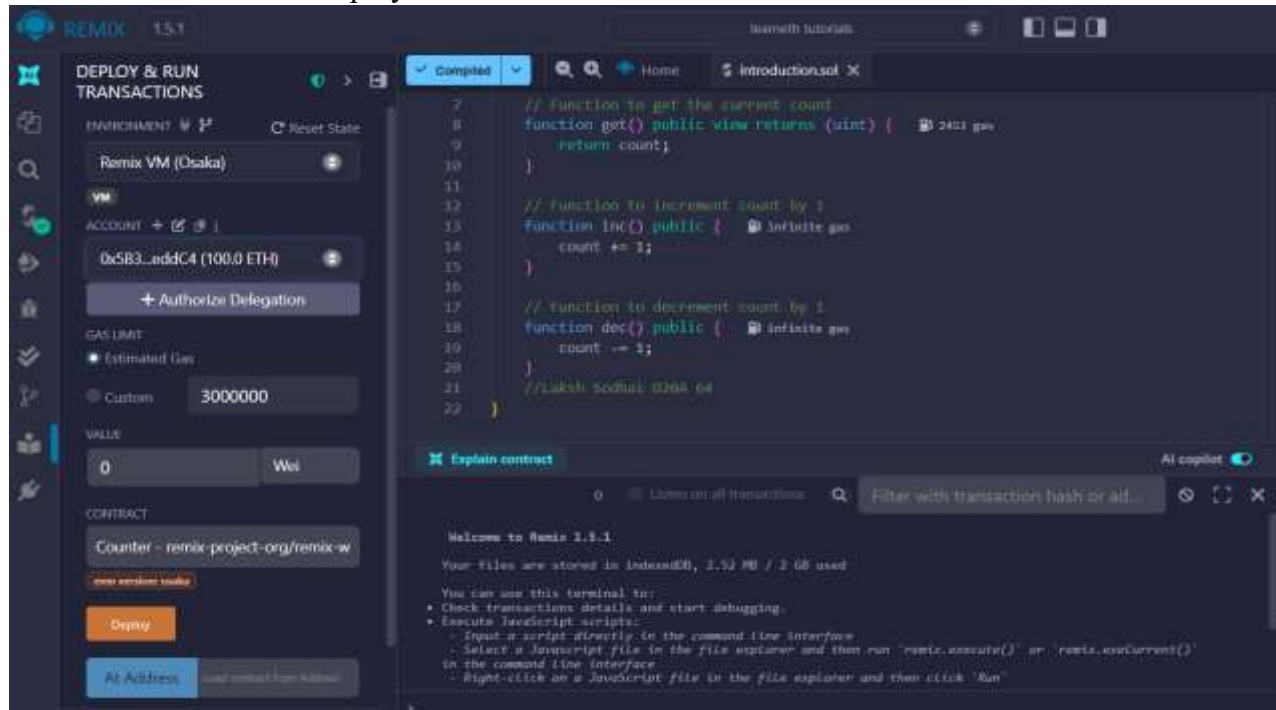 REMIX 1.5.1
learneth tutorials
DEPLOY & RUN
TRANSACTIONS
ENVIRONMENT
Reset State
Remix VM (Osaka)
VM
ACCOUNT
0x5B3...eddC4 (100.0 ETH)
+ Authorize Delegation
GAS LIMIT
Estimated Gas
Custom 3000000
VALUE
0 Wei
CONTRACT
Counter - remix-project-org/remix-w
evm version: osaka
Deploy
At Address Load contract from Address
Compiled Home introduction.sol
7 // Function to get the current count
8 function get() public view returns (uint) { 2453 gas
9 return count;
10 }
11
12 // Function to increment count by 1
13 function inc() public { infinite gas
14 count += 1;
15 }
16
17 // Function to decrement count by 1
18 function dec() public { infinite gas
19 count -= 1;
20 }
21 //Laksh Sodhai D20A 64
22 }
Explain contract AI copilot
0 Listen on all transactions Filter with transaction hash or ad...
Welcome to Remix 1.5.1
Your files are stored in indexedDB, 2.52 MB / 2 GB used
You can use this terminal to:
• Check transactions details and start debugging.
• Execute JavaScript scripts:
- Input a script directly in the command line interface
- Select a Javascript file in the file explorer and then run `remix.execute()` or `remix.exeCurrent()`
in the command line interface
- Right-click on a JavaScript file in the file explorer and then click `Run`